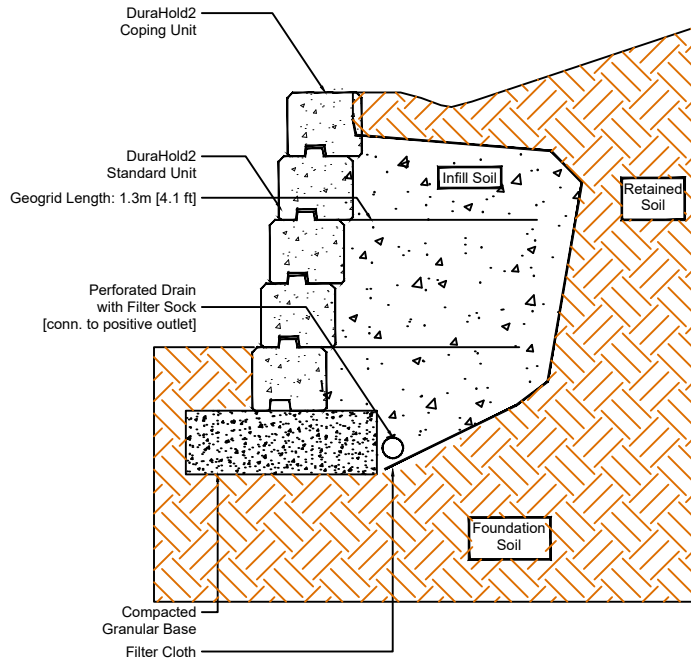 DuraHold2
Coping Unit
DuraHold2
Standard Unit
Geogrid Length: 1.3m [4.1 ft]
Infill Soil
Retained
Soil
Perforated Drain
with Filter Sock
[conn. to positive outlet]
Foundation
Soil
Compacted
Granular Base
Filter Cloth